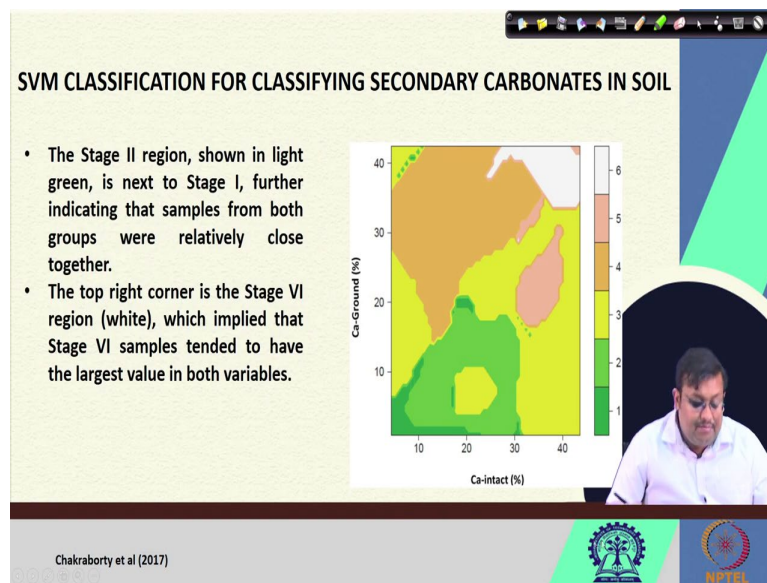 SVM CLASSIFICATION FOR CLASSIFYING SECONDARY CARBONATES IN SOIL
• The Stage II region, shown in light
green, is next to Stage I, further
indicating that samples from both
groups were relatively close
together.
• The top right corner is the Stage VI
region (white), which implied that
Stage VI samples tended to have
the largest value in both variables.
Ca-Ground (%)
40
30
20
10
10 20 30 40
Ca-intact (%)
6
5
4
3
2
1
Chakraborty et al (2017)
NPTEL